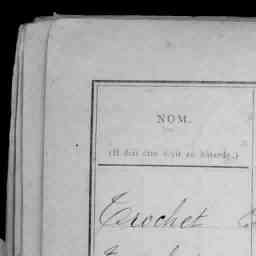 NOM.
(Il doit être écrit en bâtarde.)
Crochet